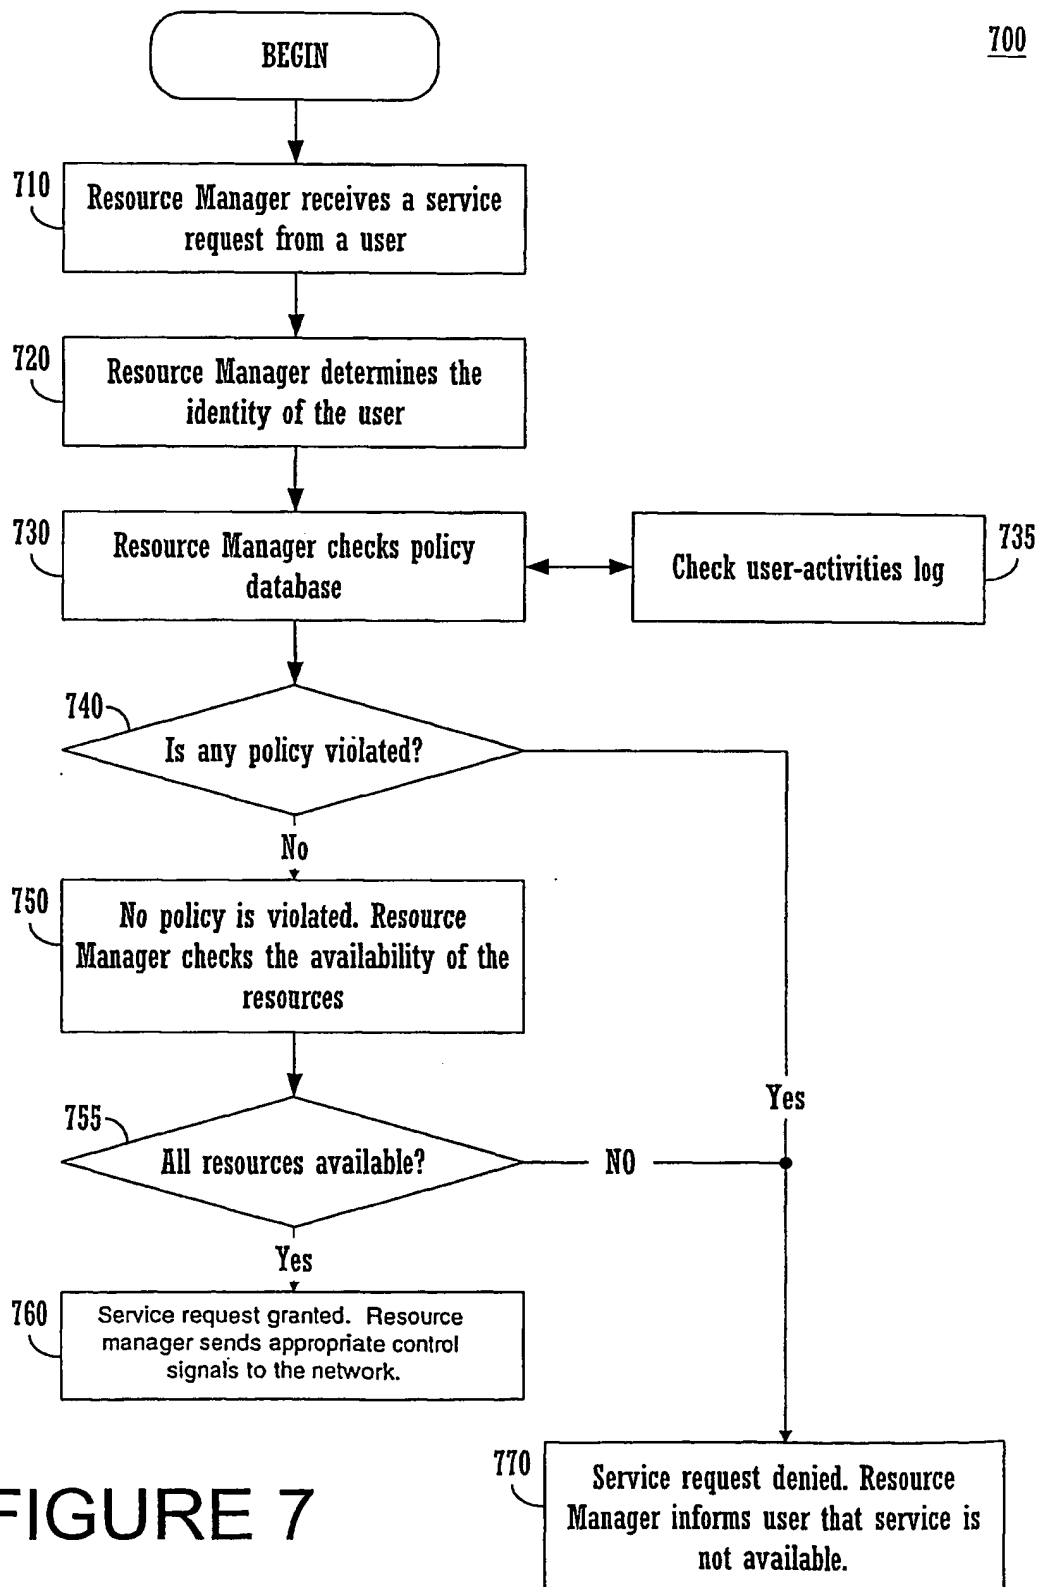 BEGIN
700
710
Resource Manager receives a service
request from a user
720
Resource Manager determines the
identity of the user
730
Resource Manager checks policy
database
735
Check user-activities log
740
Is any policy violated?
No
750
No policy is violated. Resource
Manager checks the availability of the
resources
Yes
755
All resources available?
NO
Yes
760
Service request granted. Resource
manager sends appropriate control
signals to the network.
770
Service request denied. Resource
Manager informs user that service is
not available.
FIGURE 7